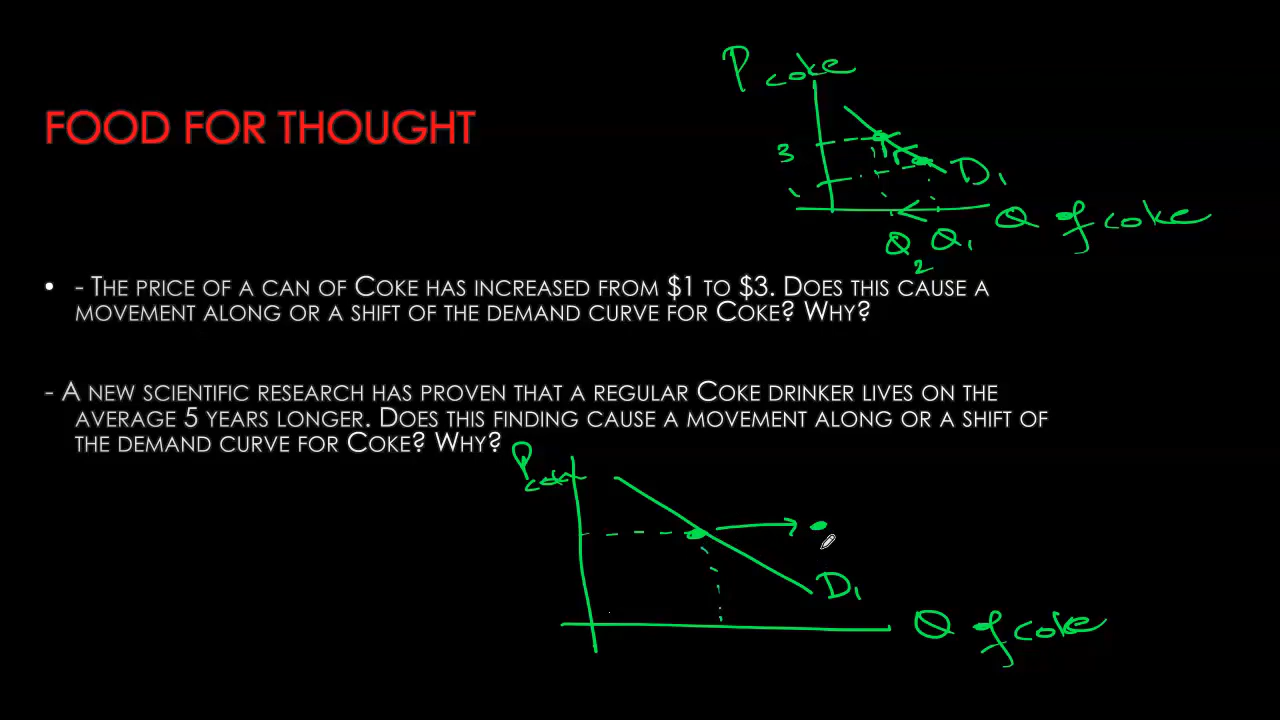 P coke
FOOD FOR THOUGHT
3
D1
1
Q of coke
Q2 Q1
• - The price of a can of Coke has increased from $1 to $3. Does this cause a
movement along or a shift of the demand curve for Coke? Why?
- A new scientific research has proven that a regular Coke drinker lives on the
average 5 years longer. Does this finding cause a movement along or a shift of
the demand curve for Coke? Why?
P coke
D1
Q of coke